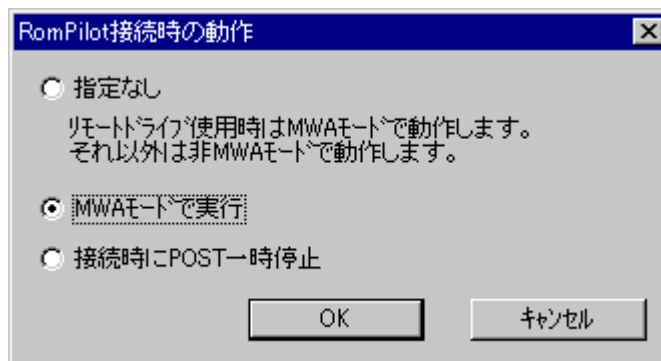 RomPilot接続時の動作
指定なし
ﾘﾓｰﾄﾄﾞﾗｲﾌﾞ使用時はMWAﾓｰﾄﾞで動作します。
それ以外は非MWAﾓｰﾄﾞで動作します。
MWAﾓｰﾄﾞで実行
接続時にPOST一時停止
OK
ｷｬﾝｾﾙ